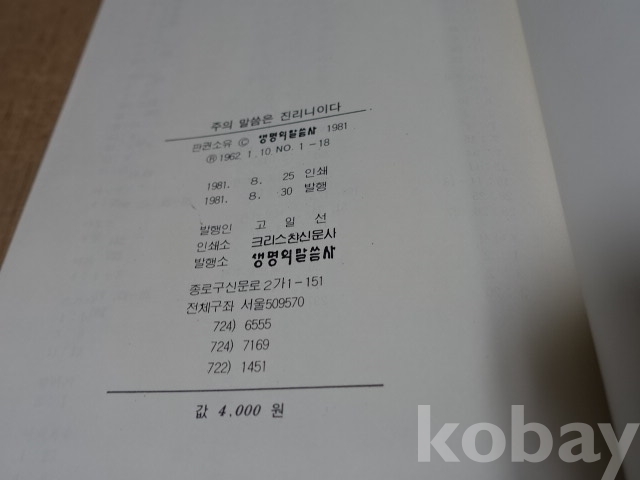 주의 말씀은 진리니이다
판권소유 ⓒ 생명의말씀사 1981
Ⓡ1962. 1. 10. NO. 1-18
1981. 8. 25 인쇄
1981. 8. 30 발행
발행인 고일선
인쇄소 크리스챤신문사
발행소 생명의말씀사
종로구신문로2가1-151
전체구좌 서울509570
724) 6555
724) 7169
722) 1451
값 4,000 원
kobay